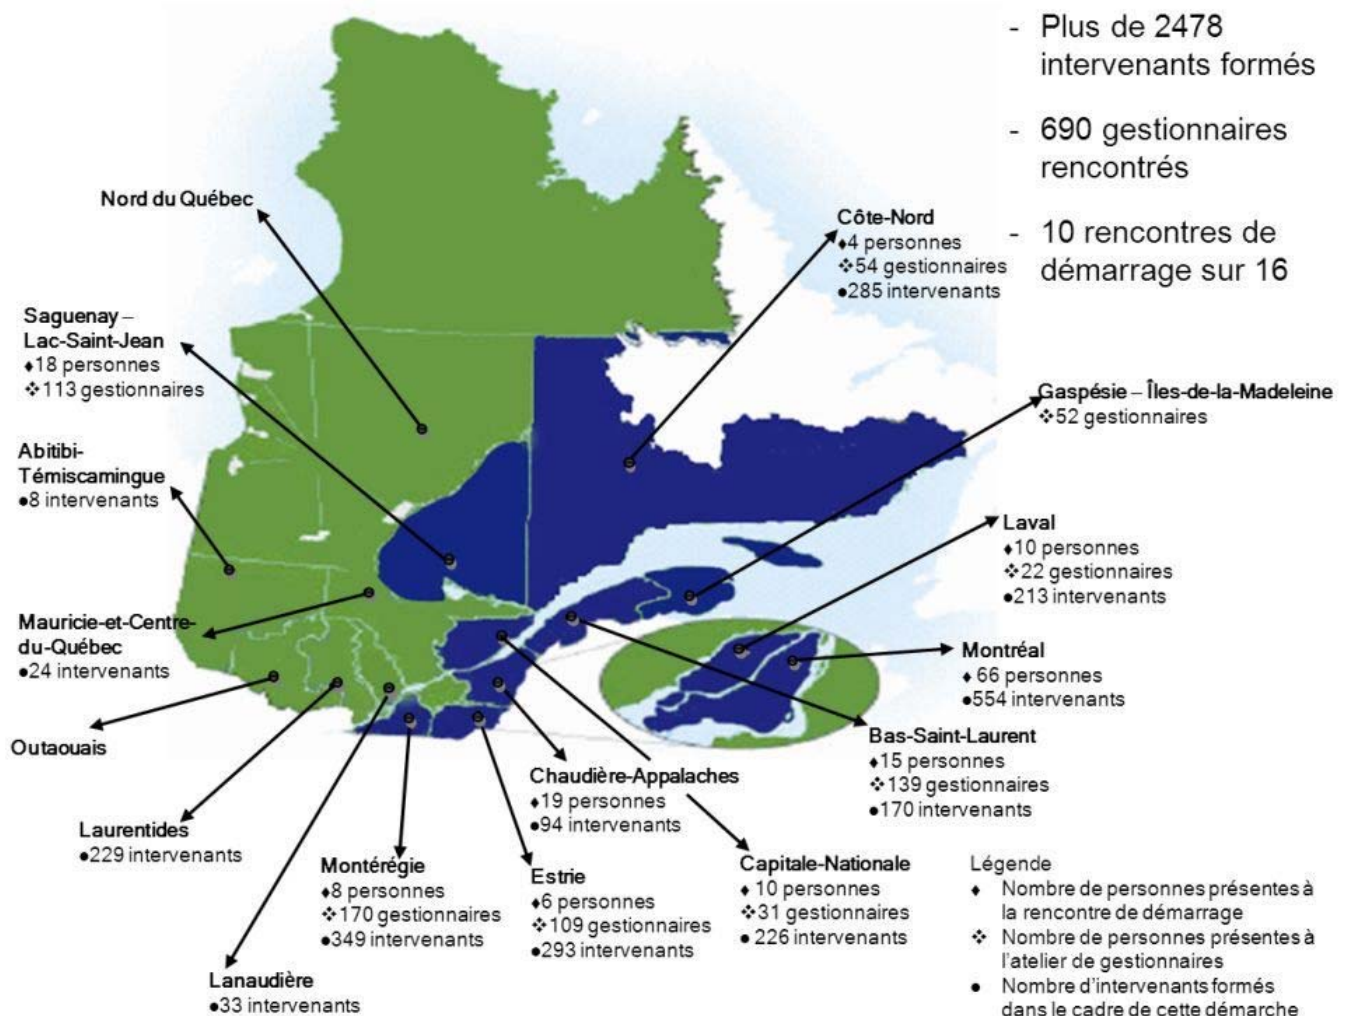 - Plus de 2478
intervenants formés
- 690 gestionnaires
rencontrés
- 10 rencontres de
démarrage sur 16
Nord du Québec
Côte-Nord
♦4 personnes
❖54 gestionnaires
●285 intervenants
Saguenay –
Lac-Saint-Jean
♦18 personnes
❖113 gestionnaires
Gaspésie – Îles-de-la-Madeleine
❖52 gestionnaires
Abitibi-
Témiscamingue
●8 intervenants
Laval
♦10 personnes
❖22 gestionnaires
●213 intervenants
Mauricie-et-Centre-
du-Québec
●24 intervenants
Montréal
♦ 66 personnes
●554 intervenants
Outaouais
Bas-Saint-Laurent
♦15 personnes
❖139 gestionnaires
●170 intervenants
Chaudière-Appalaches
♦19 personnes
●94 intervenants
Laurentides
●229 intervenants
Montérégie
♦8 personnes
❖170 gestionnaires
●349 intervenants
Estrie
♦6 personnes
❖109 gestionnaires
●293 intervenants
Capitale-Nationale
♦ 10 personnes
❖31 gestionnaires
● 226 intervenants
Lanaudière
●33 intervenants
Légende
♦ Nombre de personnes présentes à
la rencontre de démarrage
❖ Nombre de personnes présentes à
l'atelier de gestionnaires
● Nombre d'intervenants formés
dans le cadre de cette démarche